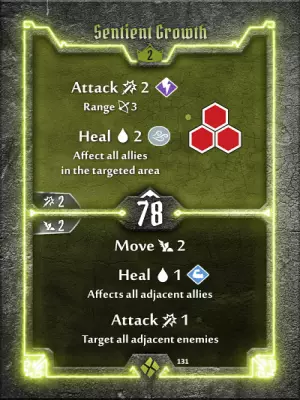 Sentient Growth
2
Attack 2
Range 3
Heal 2
Affect all allies
in the targeted area
2
78
2
Move 2
Heal 1
Affects all adjacent allies
Attack 1
Target all adjacent enemies
131